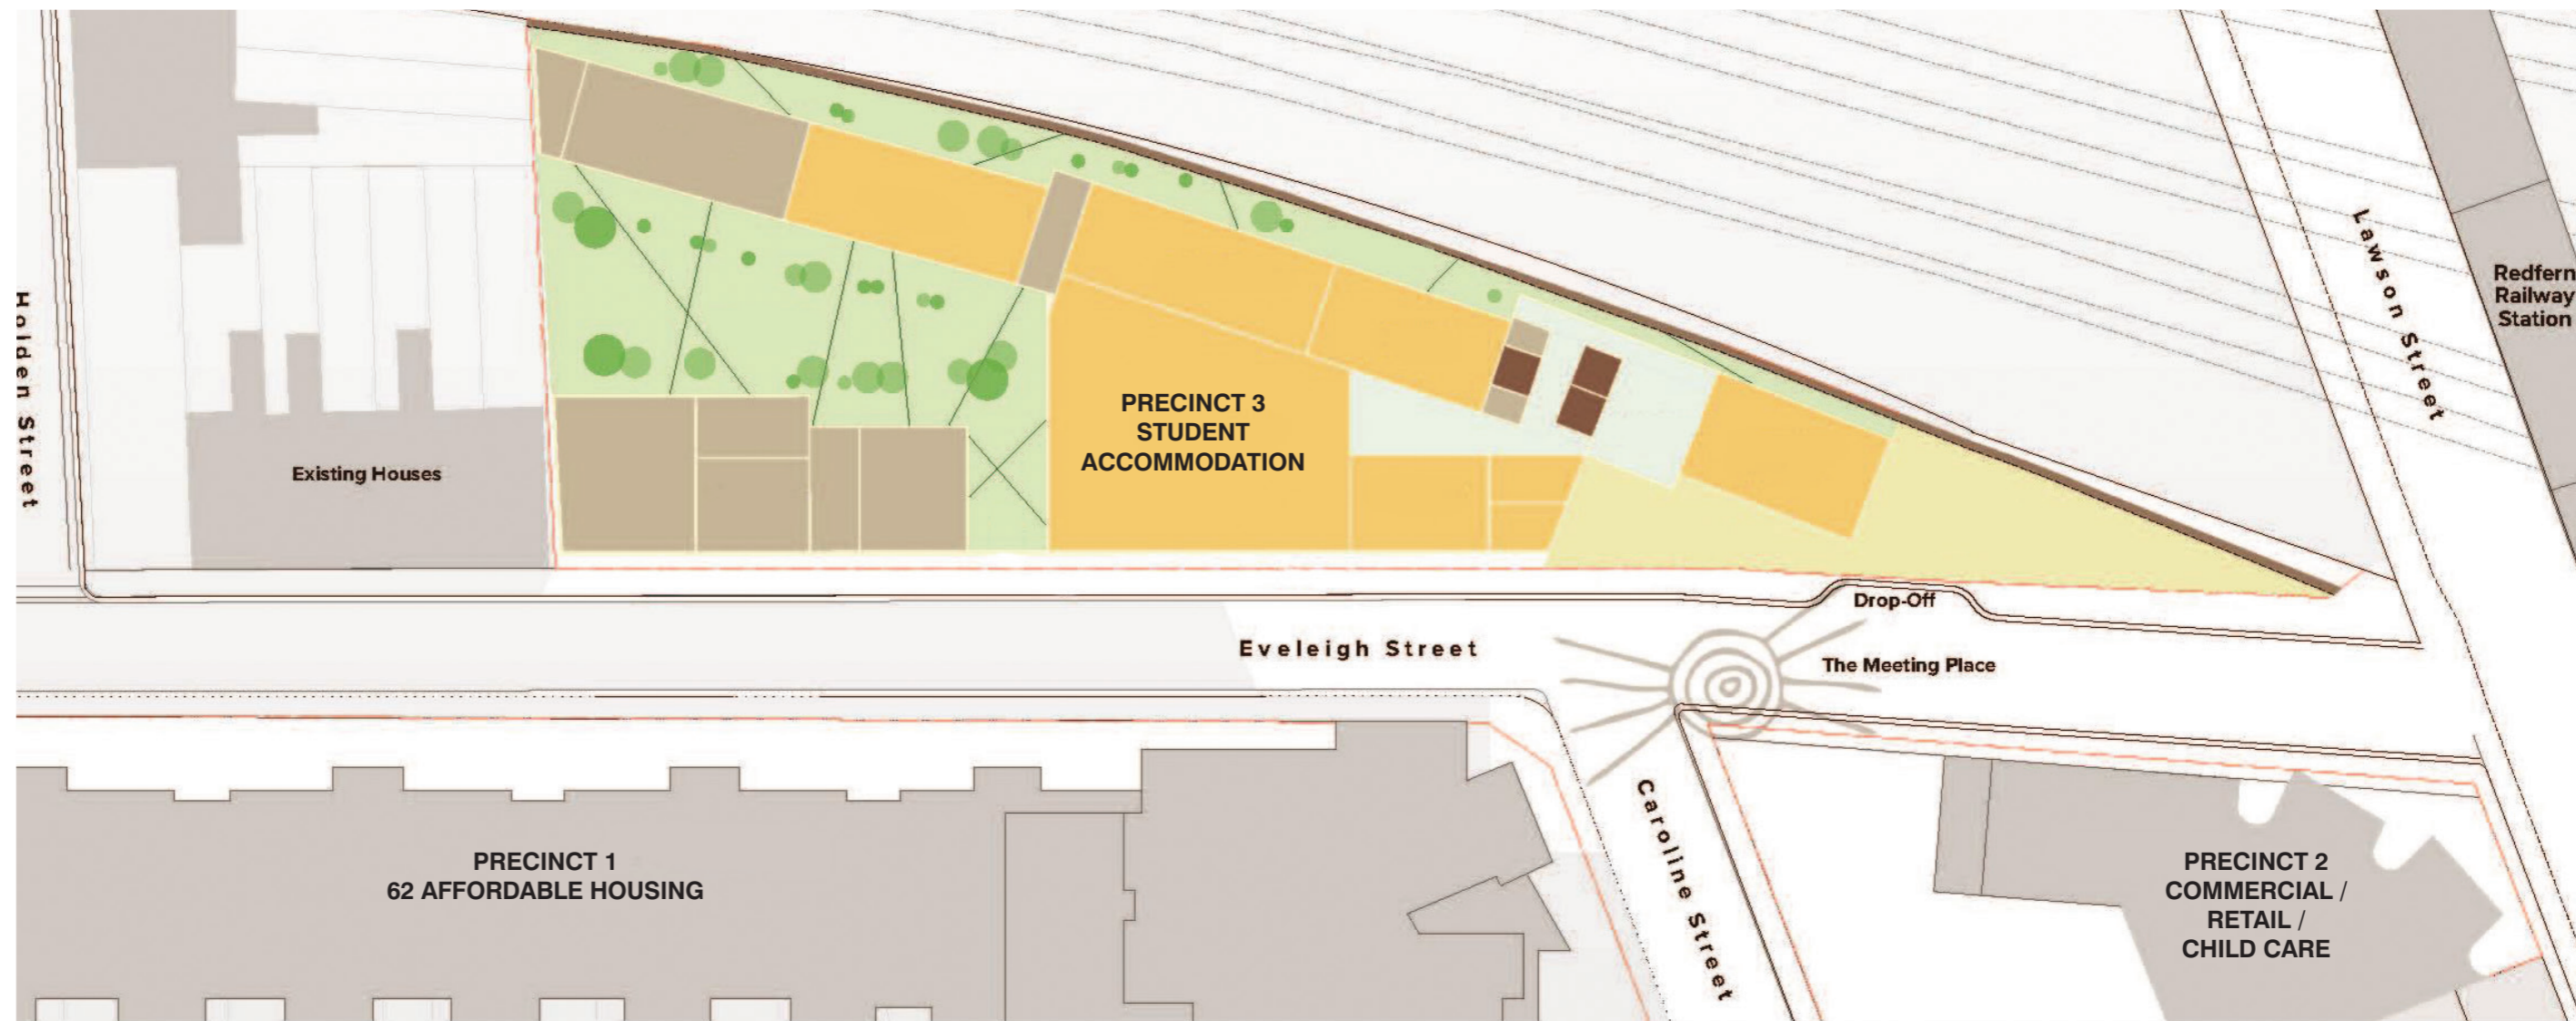 Holden Street
Existing Houses
PRECINCT 3
STUDENT
ACCOMMODATION
Lawson Street
Redfern
Railway
Station
Drop-Off
Eveleigh Street
The Meeting Place
Caroline Street
PRECINCT 1
62 AFFORDABLE HOUSING
PRECINCT 2
COMMERCIAL /
RETAIL /
CHILD CARE